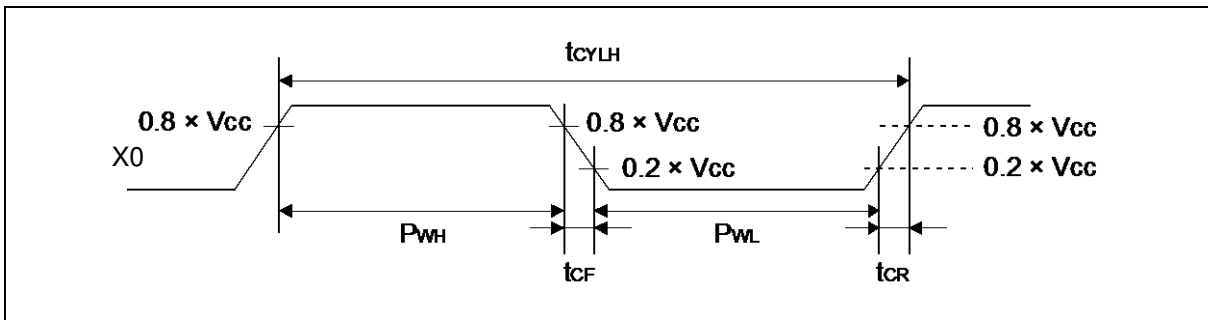 tCYLH
0.8 × VCC
0.8 × VCC
0.8 × VCC
X0
0.2 × VCC
0.2 × VCC
PWH
PWL
tCF
tCR